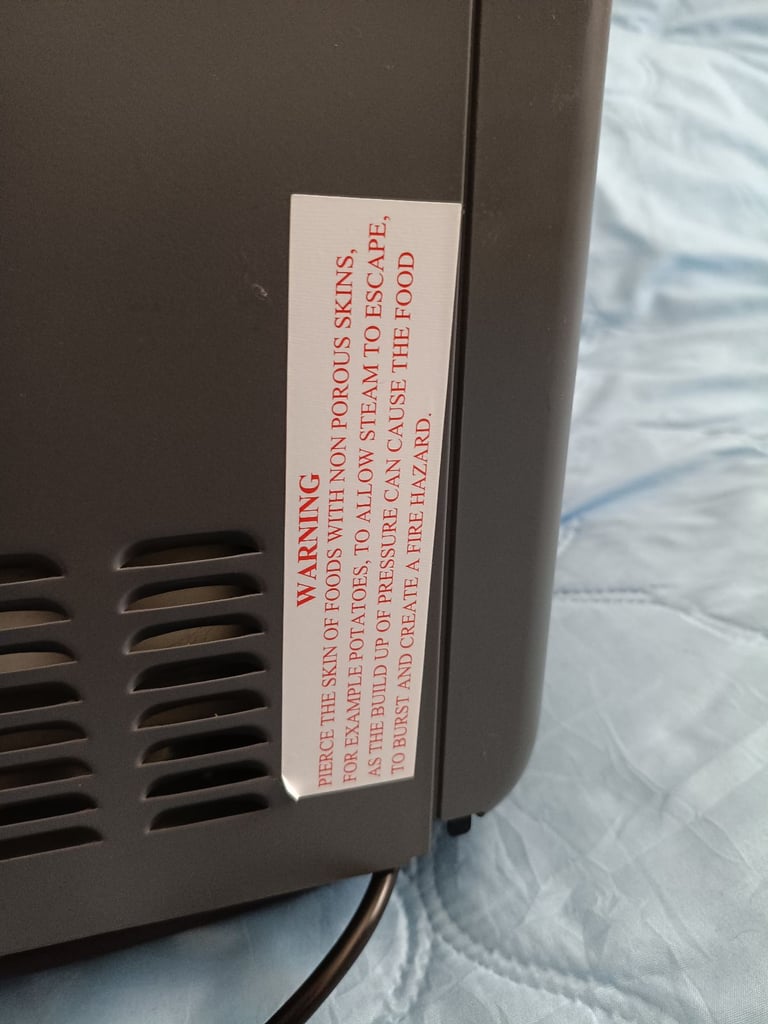 WARNING
PIERCE THE SKIN OF FOODS WITH NON POROUS SKINS,
FOR EXAMPLE POTATOES, TO ALLOW STEAM TO ESCAPE,
AS THE BUILD UP OF PRESSURE CAN CAUSE THE FOOD
TO BURST AND CREATE A FIRE HAZARD.